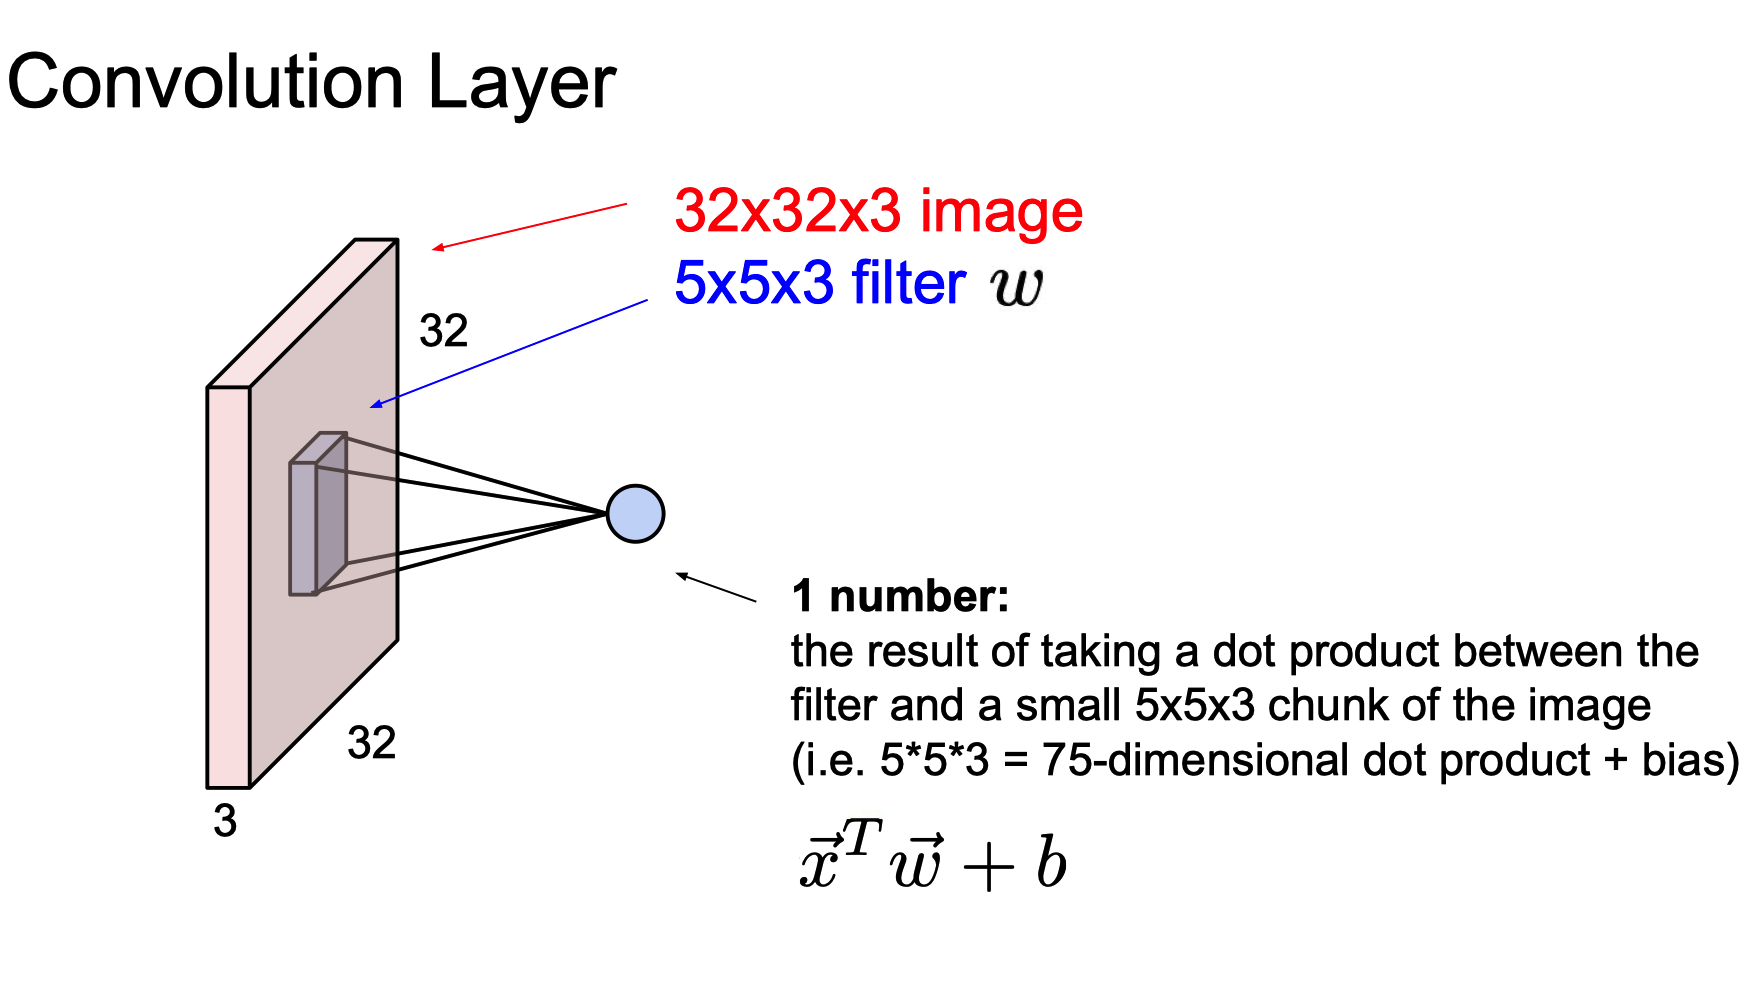 Convolution Layer
32x32x3 image
5x5x3 filter w
32
32
3
1 number:
the result of taking a dot product between the
filter and a small 5x5x3 chunk of the image
(i.e. 5*5*3 = 75-dimensional dot product + bias)
$\vec{x}^T \vec{w} + b$